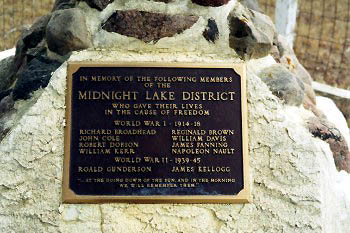 IN MEMORY OF THE FOLLOWING MEMBERS
OF THE
MIDNIGHT LAKE DISTRICT
WHO GAVE THEIR LIVES
IN THE CAUSE OF FREEDOM
WORLD WAR I - 1914-18
RICHARD BROADHEAD REGINALD BROWN
JOHN COLE WILLIAM DAVIS
ROBERT DOBION JAMES FANNING
WILLIAM KERR NAPOLEON NAULT
WORLD WAR II - 1939-45
ROALD GUNDERSON JAMES KELLOGG
"...AT THE GOING DOWN OF THE SUN, AND IN THE MORNING
WE WILL REMEMBER THEM."